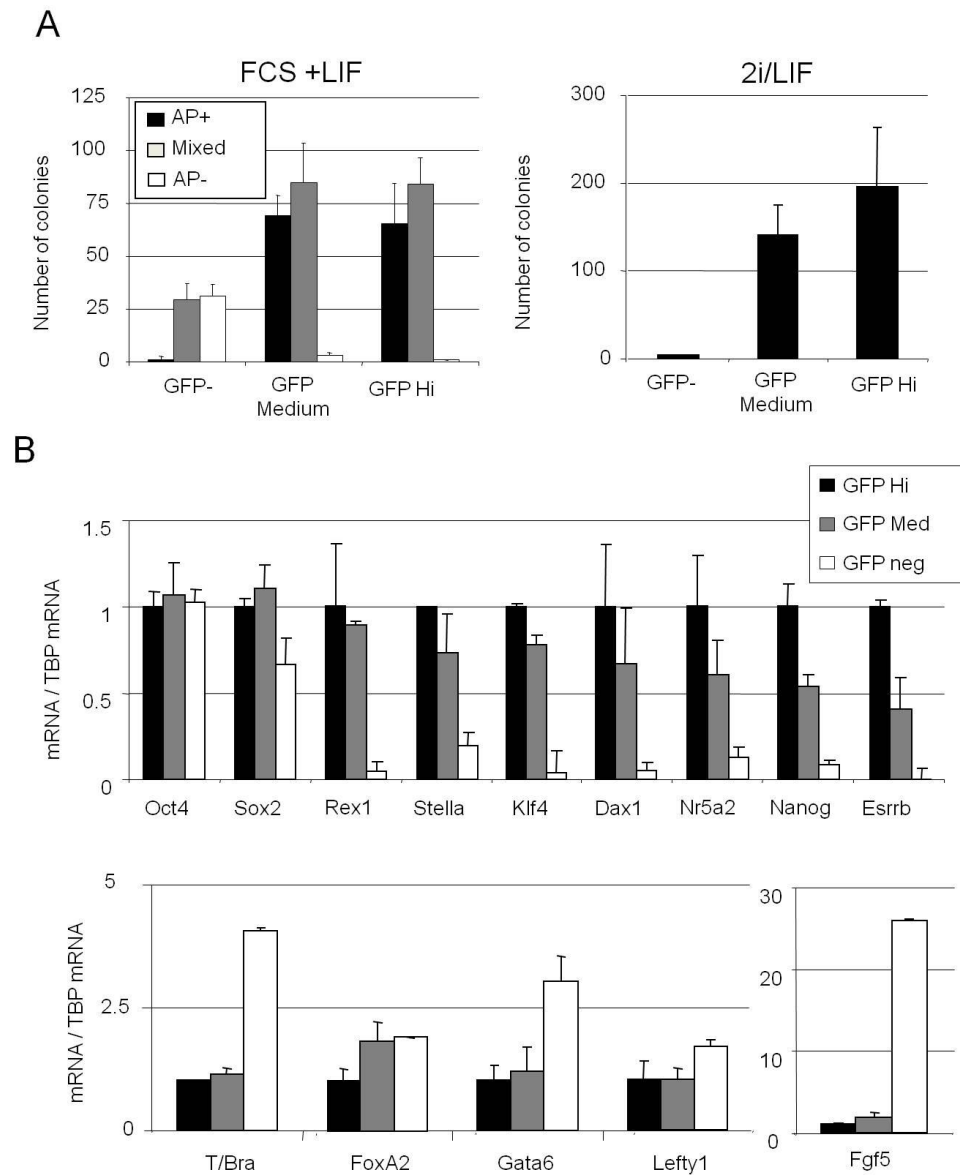 A
FCS +LIF
Number of colonies
125
100
75
50
25
0
AP+
Mixed
AP-
GFP-
GFP Medium
GFP Hi
2i/LIF
Number of colonies
300
200
100
0
GFP-
GFP Medium
GFP Hi
B
GFP Hi
GFP Med
GFP neg
mRNA / TBP mRNA
1.5
1
0.5
0
Oct4 Sox2 Rex1 Stella Klf4 Dax1 Nr5a2 Nanog Esrrb
mRNA / TBP mRNA
5
2.5
0
T/Bra FoxA2 Gata6 Lefty1
30
20
10
0
Fgf5